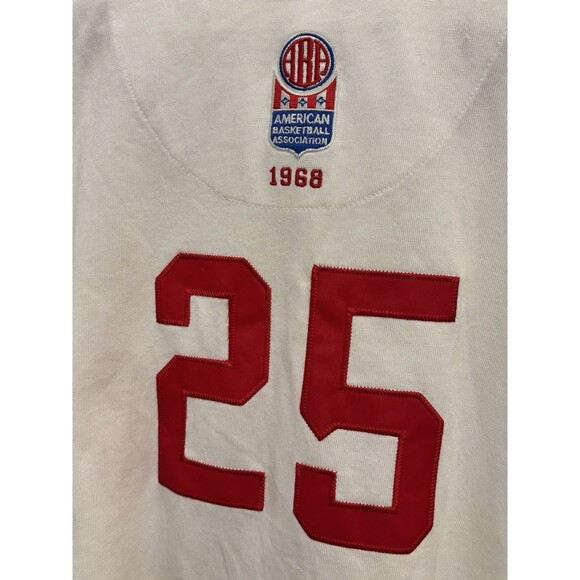 ABA
AMERICAN
BASKETBALL
ASSOCIATION
1968
25